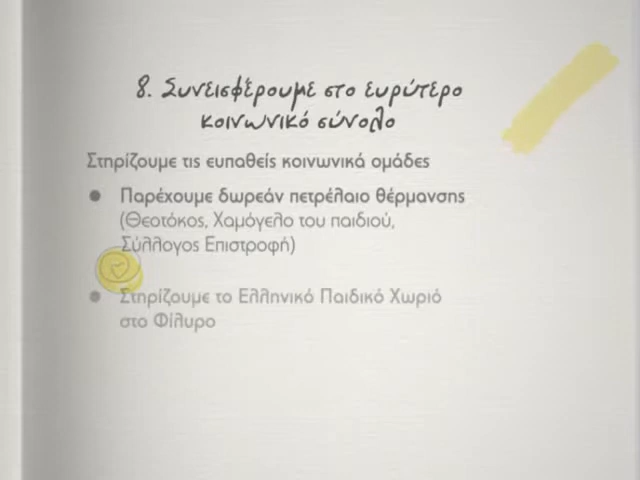 8. Συνεισφέρουμε στο ευρύτερο
κοινωνικό σύνολο
Στηρίζουμε τις ευπαθείς κοινωνικά ομάδες
● Παρέχουμε δωρεάν πετρέλαιο θέρμανσης
(Θεοτόκος, Χαμόγελο του παιδιού,
Σύλλογος Επιστροφή)
● Στηρίζουμε το Ελληνικό Παιδικό Χωριό
στο Φίλυρο